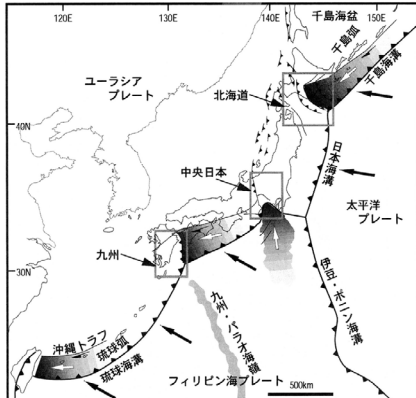 130E
140E
150E
千島海盆
千島弧
千島海溝
ユーラシア
プレート
北海道
40N
日本海溝
中央日本
太平洋
プレート
九州
30N
伊豆・ボニン海溝
九州・パラオ海嶺
沖縄トラフ
琉球弧
琉球海溝
フィリピン海プレート
500km